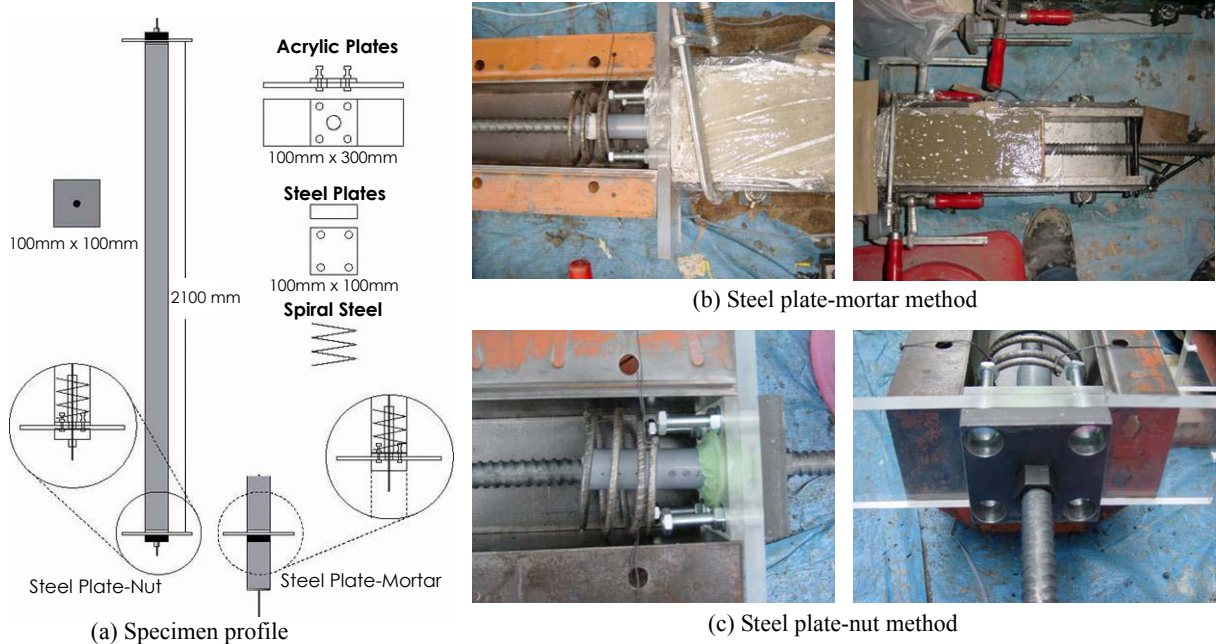 Acrylic Plates
100mm x 300mm
Steel Plates
100mm x 100mm
Spiral Steel
100mm x 100mm
2100 mm
Steel Plate-Nut
Steel Plate-Mortar
(a) Specimen profile
(b) Steel plate-mortar method
(c) Steel plate-nut method